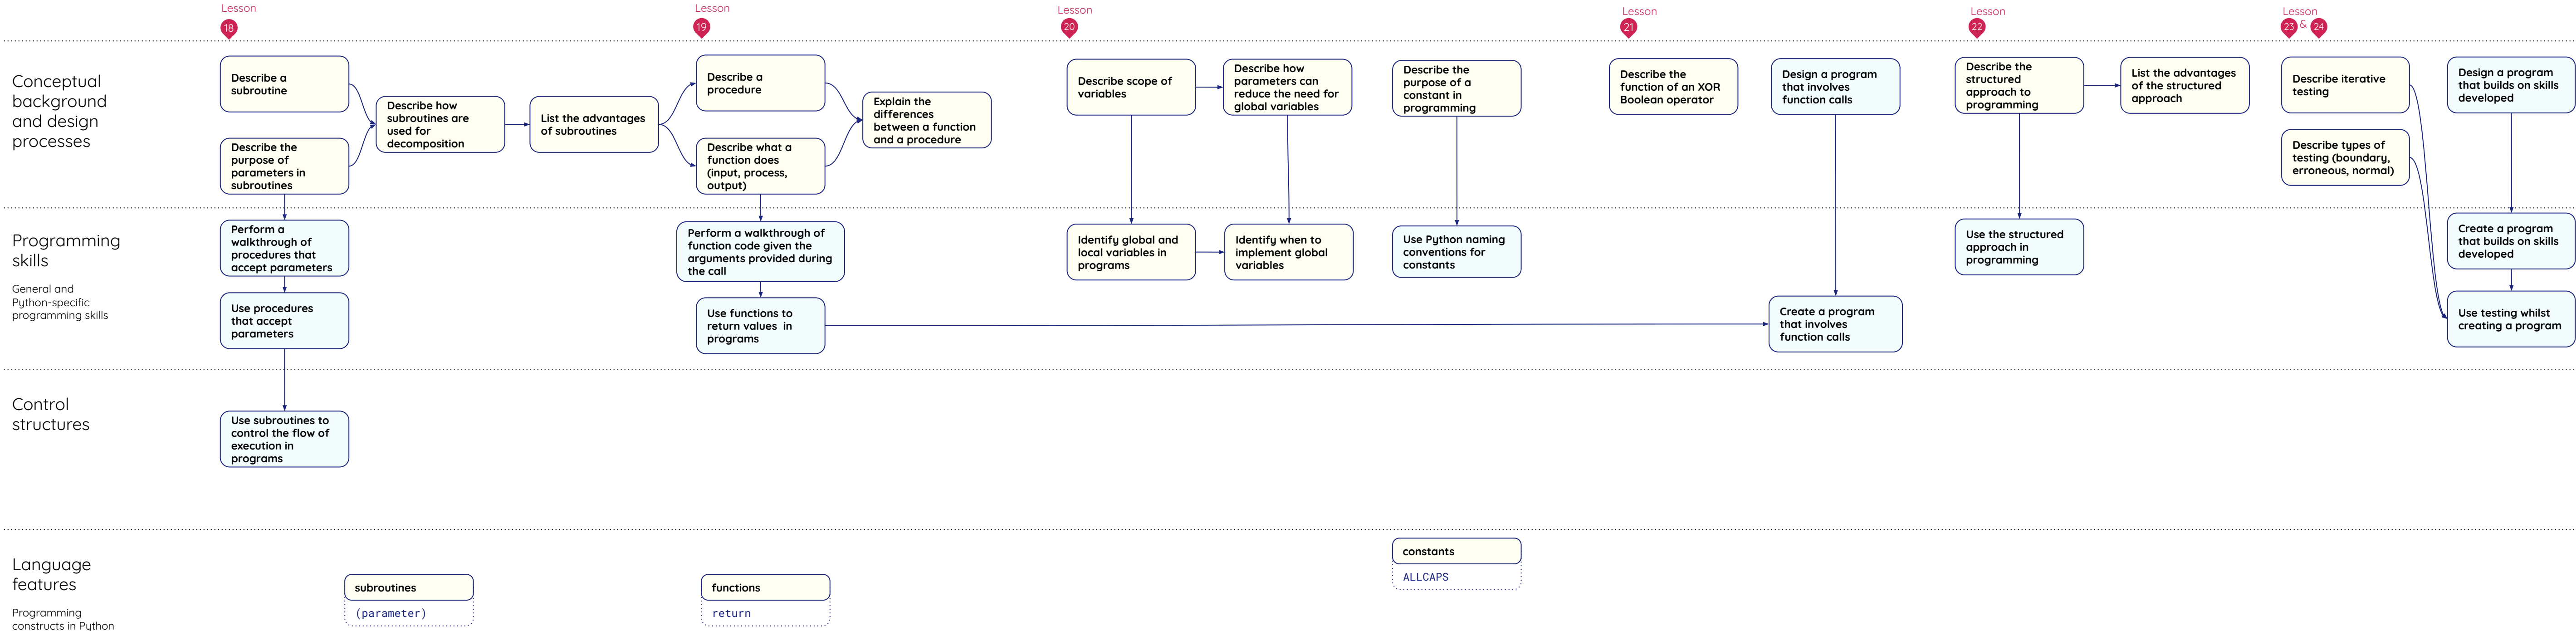 Lesson
18
Lesson
19
Lesson
20
Lesson
21
Lesson
22
Lesson
23 & 24
Conceptual
background
and design
processes
Describe a
subroutine
Describe the
purpose of
parameters in
subroutines
Describe how
subroutines are
used for
decomposition
List the advantages
of subroutines
Describe a
procedure
Describe what a
function does
(input, process,
output)
Explain the
differences
between a function
and a procedure
Describe scope of
variables
Describe how
parameters can
reduce the need for
global variables
Describe the
purpose of a
constant in
programming
Describe the
function of an XOR
Boolean operator
Design a program
that involves
function calls
Describe the
structured
approach to
programming
List the advantages
of the structured
approach
Describe iterative
testing
Describe types of
testing (boundary,
erroneous, normal)
Design a program
that builds on skills
developed
Programming
skills
General and
Python-specific
programming skills
Perform a
walkthrough of
procedures that
accept parameters
Use procedures
that accept
parameters
Perform a walkthrough of
function code given the
arguments provided during
the call
Use functions to
return values in
programs
Identify global and
local variables in
programs
Identify when to
implement global
variables
Use Python naming
conventions for
constants
Create a program
that involves
function calls
Use the structured
approach in
programming
Create a program
that builds on skills
developed
Use testing whilst
creating a program
Control
structures
Use subroutines to
control the flow of
execution in
programs
Language
features
Programming
constructs in Python
subroutines
(parameter)
functions
return
constants
ALLCAPS